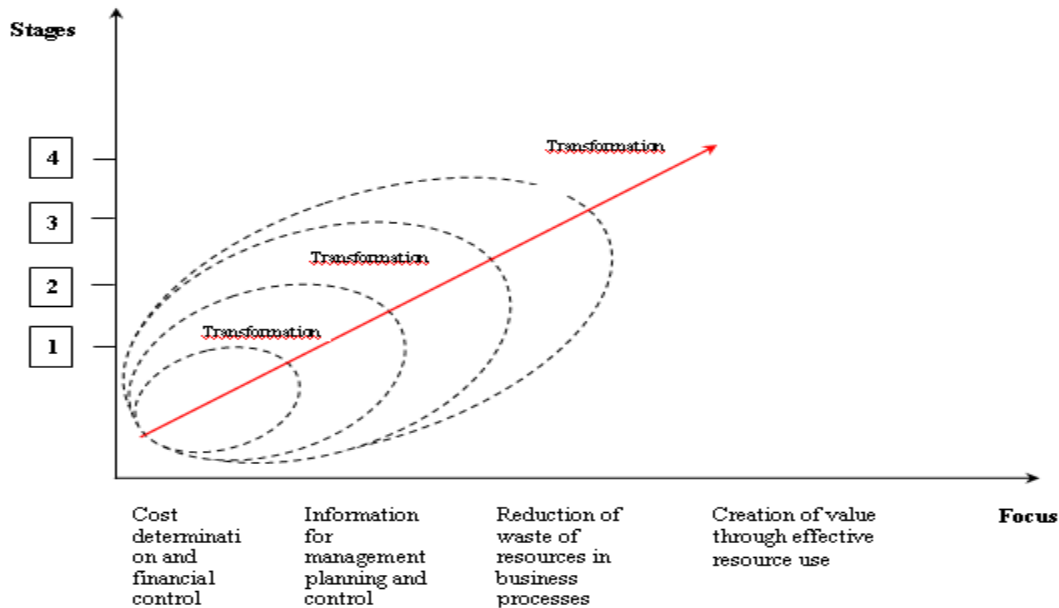 Stages
4
Transformation
3
Transformation
2
Transformation
1
Cost
determinati
on and
financial
control
Information
for
management
planning and
control
Reduction of
waste of
resources in
business
processes
Creation of value
through effective
resource use
Focus